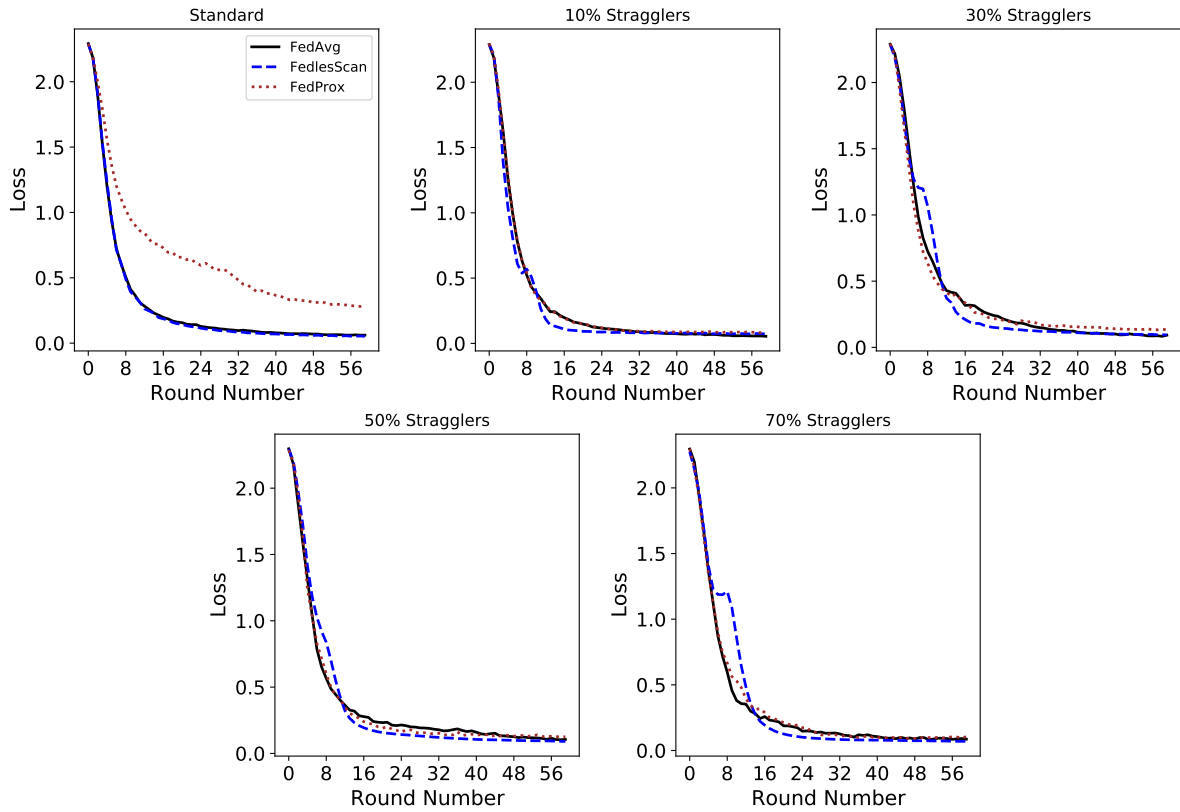 Standard
10% Stragglers
30% Stragglers
FedAvg
FedlesScan
FedProx
2.0
1.5
1.0
0.5
0.0
Loss
0 8 16 24 32 40 48 56
Round Number
2.0
1.5
1.0
0.5
0.0
Loss
0 8 16 24 32 40 48 56
Round Number
2.0
1.5
1.0
0.5
0.0
Loss
0 8 16 24 32 40 48 56
Round Number
50% Stragglers
70% Stragglers
2.0
1.5
1.0
0.5
0.0
Loss
0 8 16 24 32 40 48 56
Round Number
2.0
1.5
1.0
0.5
0.0
Loss
0 8 16 24 32 40 48 56
Round Number